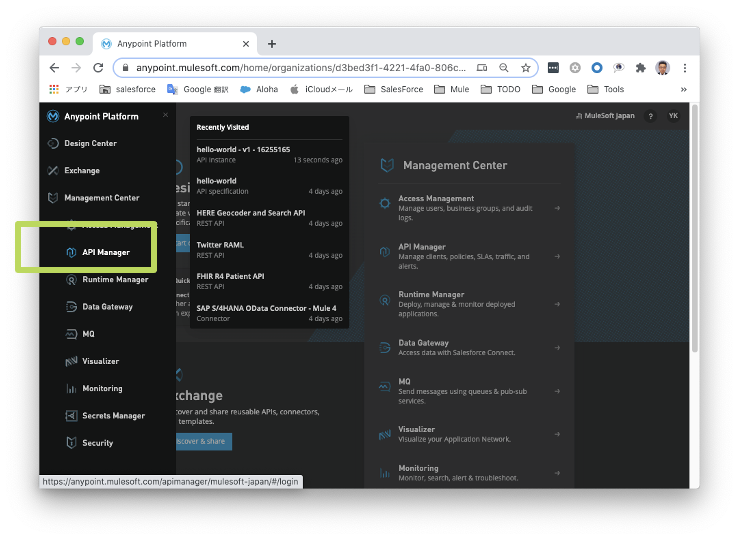 Anypoint Platform
anypoint.mulesoft.com/home/organizations/d3bed3f1-4221-4fa0-806c...
アプリ
salesforce
Google 翻訳
Aloha
iCloudメール
SalesForce
Mule
TODO
Google
Tools
Anypoint Platform
Design Center
Exchange
Management Center
API Manager
Runtime Manager
Data Gateway
MQ
Visualizer
Monitoring
Secrets Manager
Security
Recently Visited
hello-world - v1 - 16255165
API instance
13 seconds ago
hello-world
API specification
4 days ago
HERE Geocoder and Search API
REST API
4 days ago
Twitter RAML
REST API
4 days ago
FHIR R4 Patient API
REST API
4 days ago
SAP S/4HANA OData Connector - Mule 4
Connector
4 days ago
MuleSoft Japan
?
YK
Management Center
Access Management
Manage users, business groups, and audit
logs.
API Manager
Manage clients, policies, SLAs, traffic, and
alerts.
Runtime Manager
Deploy, manage & monitor deployed
applications.
Data Gateway
Access data with Salesforce Connect.
MQ
Send messages using queues & pub-sub
services.
Visualizer
Visualize your Application Network.
Monitoring
Monitor, search, alert & troubleshoot.
change
cover and share reusable APIs, connectors,
templates.
scover & share
https://anypoint.mulesoft.com/apimanager/mulesoft-japan/#/login